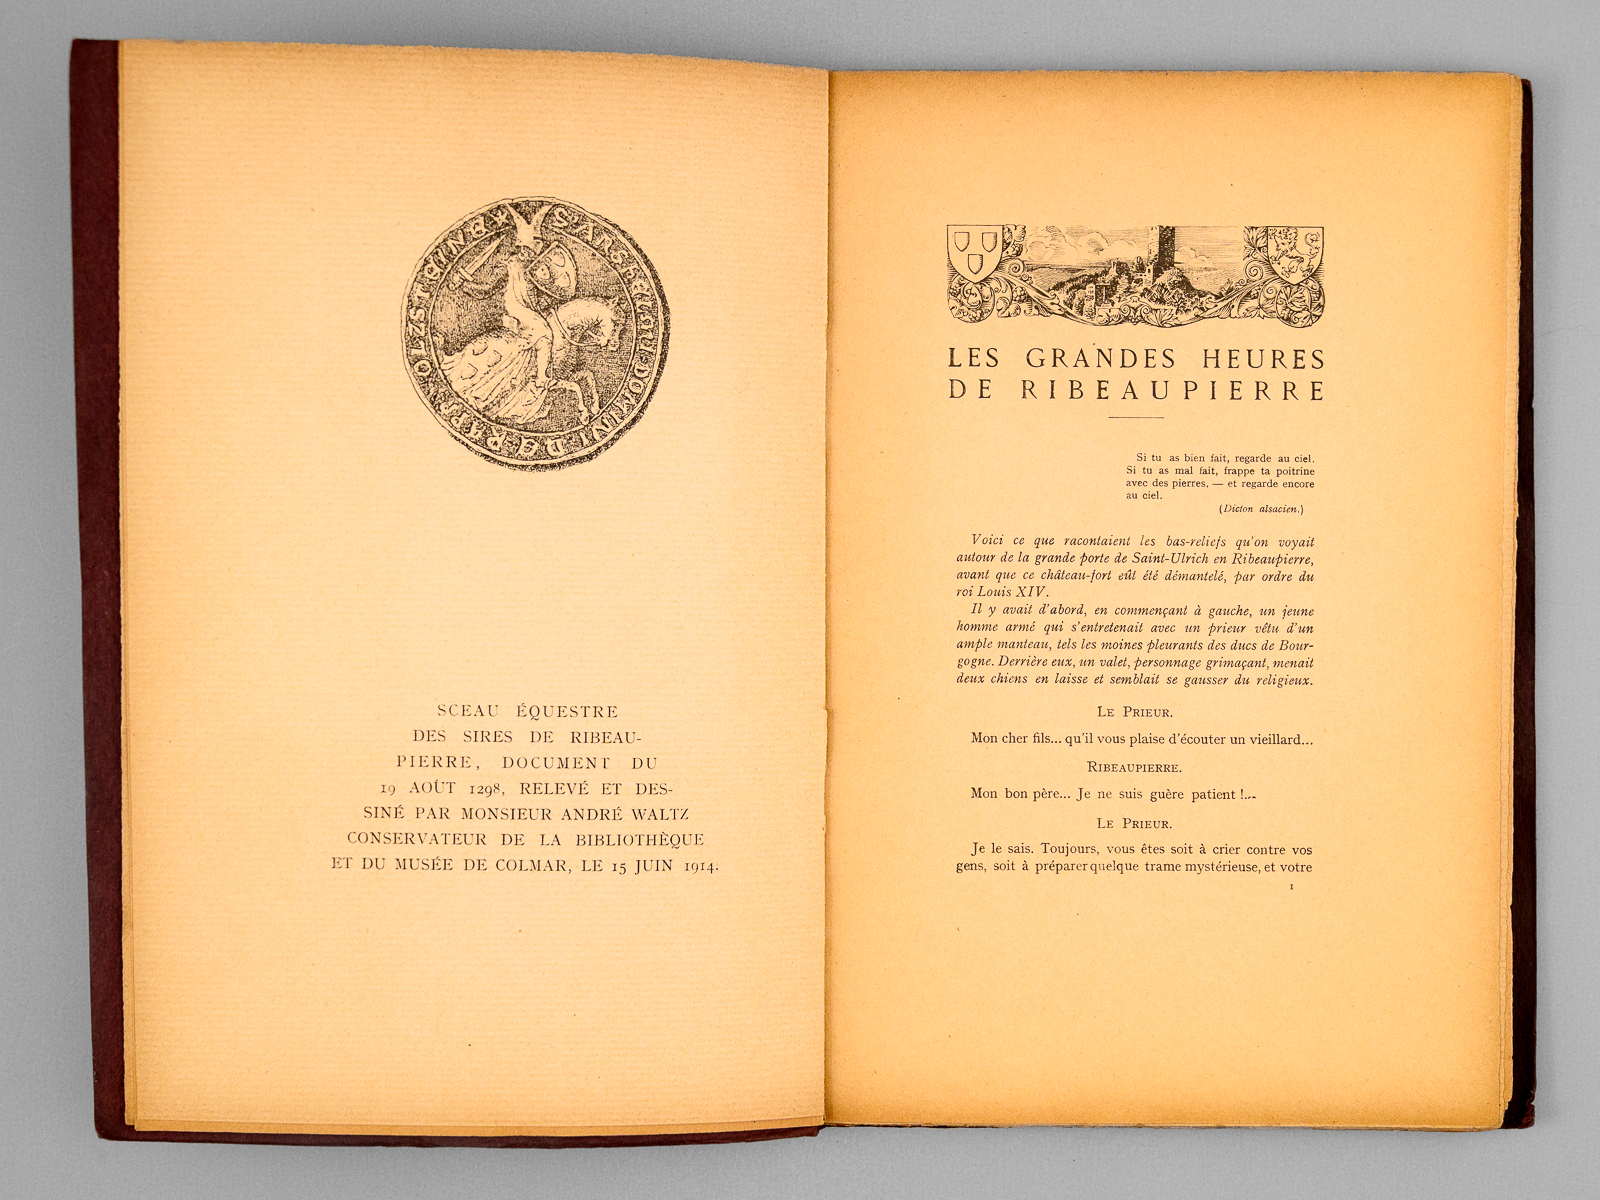 SCEAU ÉQUESTRE
DES SIRES DE RIBEAU-
PIERRE, DOCUMENT DU
19 AOÛT 1298, RELEVÉ ET DES-
SINÉ PAR MONSIEUR ANDRÉ WALTZ
CONSERVATEUR DE LA BIBLIOTHÈQUE
ET DU MUSÉE DE COLMAR, LE 15 JUIN 1914.
LES GRANDES HEURES
DE RIBEAUPIERRE
Si tu as bien fait, regarde au ciel.
Si tu as mal fait, frappe ta poitrine
avec des pierres, — et regarde encore
au ciel.
(Dicton alsacien.)
Voici ce que racontaient les bas-reliefs qu'on voyait
autour de la grande porte de Saint-Ulrich en Ribeaupierre,
avant que ce château-fort eût été démantelé, par ordre du
roi Louis XIV.
Il y avait d'abord, en commençant à gauche, un jeune
homme armé qui s'entretenait avec un prieur vêtu d'un
ample manteau, tels les moines pleurants des ducs de Bour-
gogne. Derrière eux, un valet, personnage grimaçant, menait
deux chiens en laisse et semblait se gausser du religieux.
LE PRIEUR.
Mon cher fils... qu'il vous plaise d'écouter un vieillard...
RIBEAUPIERRE.
Mon bon père... Je ne suis guère patient !...
LE PRIEUR.
Je le sais. Toujours, vous êtes soit à crier contre vos
gens, soit à préparer quelque trame mystérieuse, et votre
1